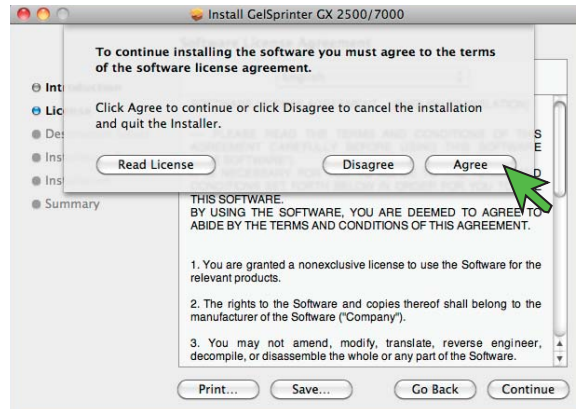 Install GelSprinter GX 2500/7000
To continue installing the software you must agree to the terms
of the software license agreement.
Click Agree to continue or click Disagree to cancel the installation
and quit the Installer.
Read License
Disagree
Agree
Summary
THIS SOFTWARE.
BY USING THE SOFTWARE, YOU ARE DEEMED TO AGREE TO
ABIDE BY THE TERMS AND CONDITIONS OF THIS AGREEMENT.
1. You are granted a nonexclusive license to use the Software for the
relevant products.
2. The rights to the Software and copies thereof shall belong to the
manufacturer of the Software ("Company").
3. You may not amend, modify, translate, reverse engineer,
decompile, or disassemble the whole or any part of the Software.
Print...
Save...
Go Back
Continue